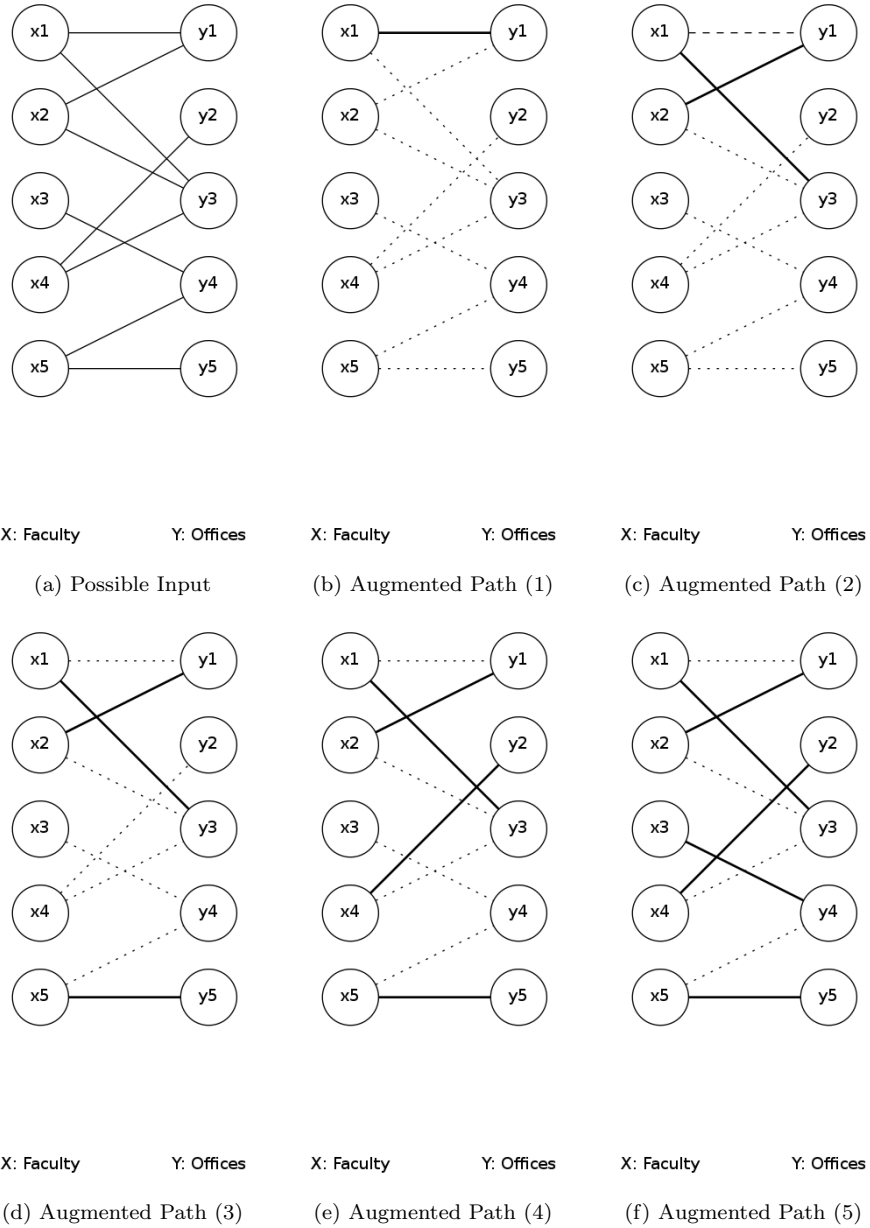 x1 y1 x1 y1 x1 y1
x2 y2 x2 y2 x2 y2
x3 y3 x3 y3 x3 y3
x4 y4 x4 y4 x4 y4
x5 y5 x5 y5 x5 y5
X: Faculty Y: Offices X: Faculty Y: Offices X: Faculty Y: Offices
(a) Possible Input (b) Augmented Path (1) (c) Augmented Path (2)
x1 y1 x1 y1 x1 y1
x2 y2 x2 y2 x2 y2
x3 y3 x3 y3 x3 y3
x4 y4 x4 y4 x4 y4
x5 y5 x5 y5 x5 y5
X: Faculty Y: Offices X: Faculty Y: Offices X: Faculty Y: Offices
(d) Augmented Path (3) (e) Augmented Path (4) (f) Augmented Path (5)